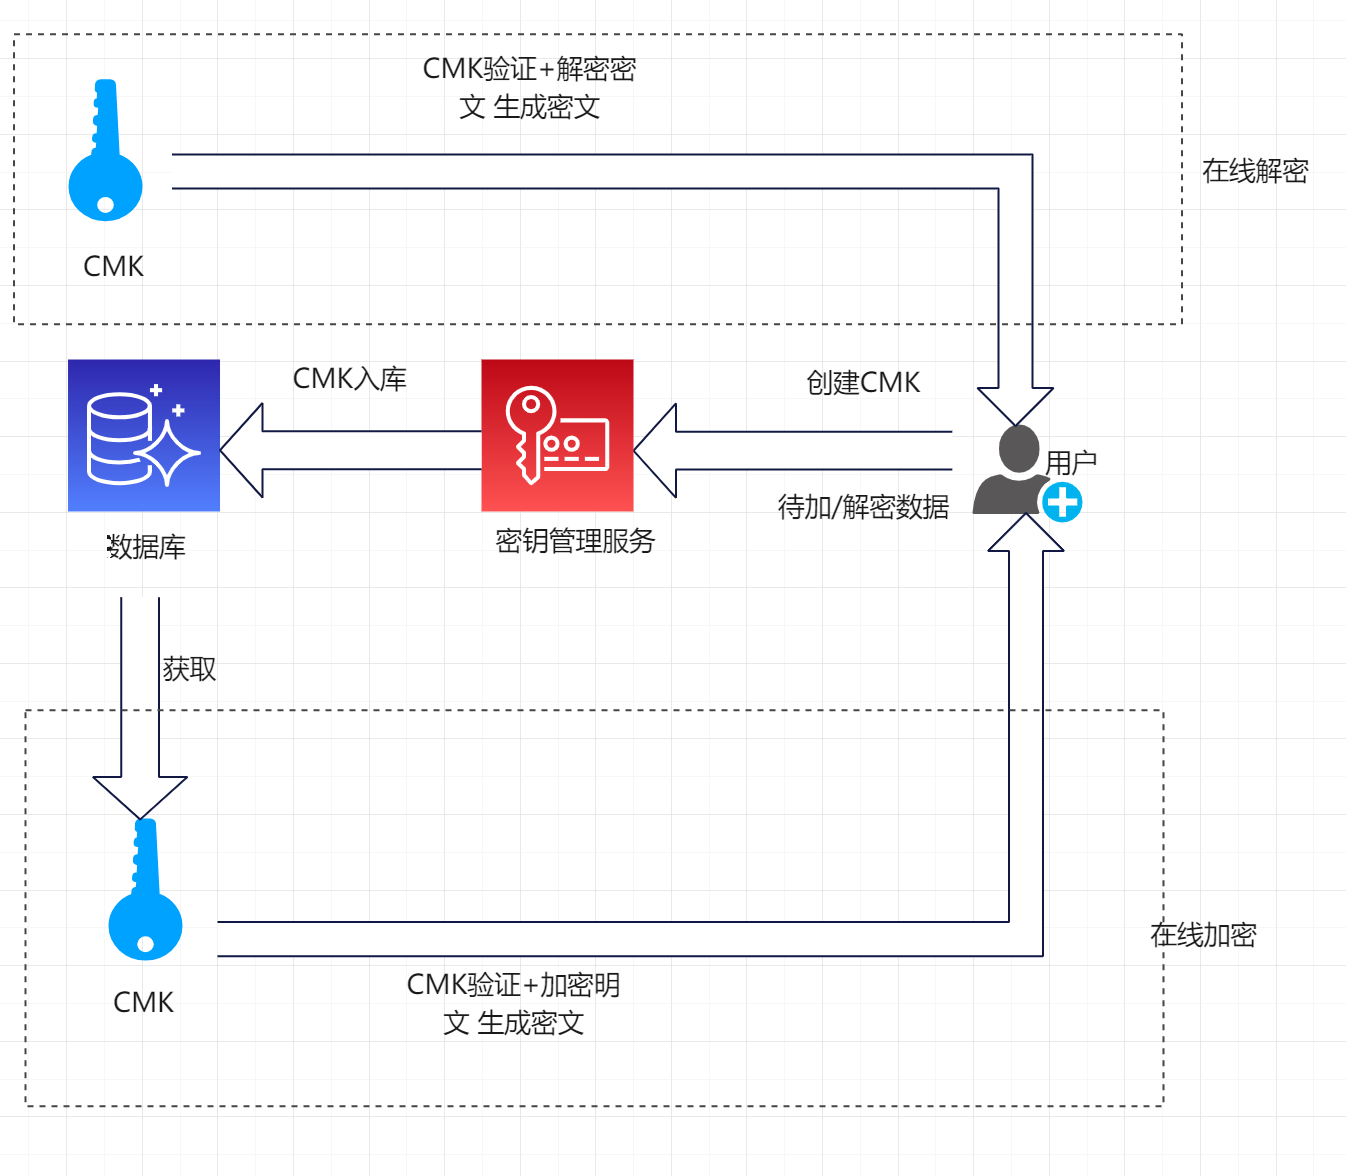 CMK验证+解密密
文 生成密文
在线解密
CMK
CMK入库
创建CMK
用户
待加/解密数据
密钥管理服务
数据库
获取
在线加密
CMK验证+加密明
文 生成密文
CMK